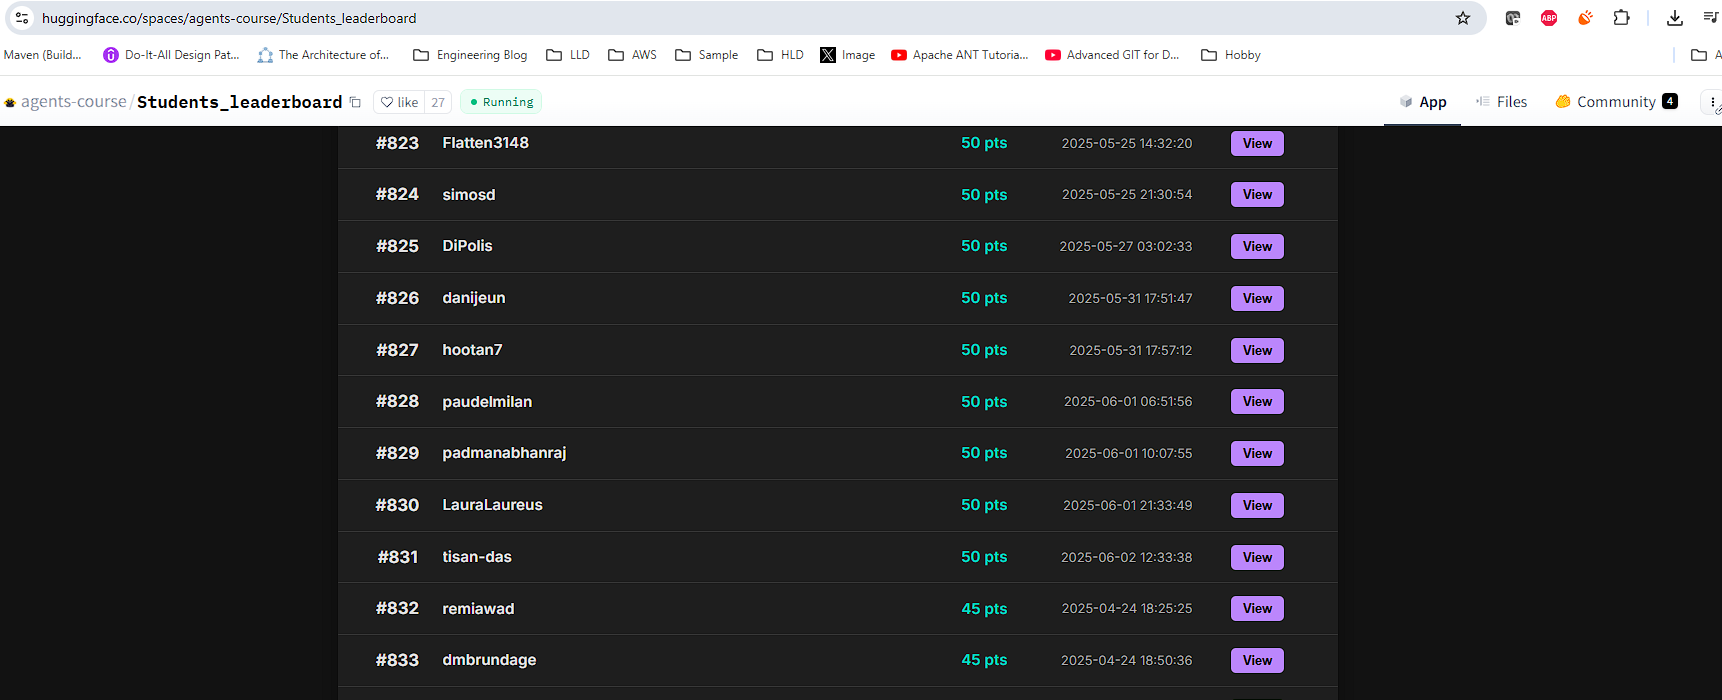 huggingface.co/spaces/agents-course/Students_leaderboard
ABP
Maven (Build... Do-It-All Design Pat... The Architecture of... Engineering Blog LLD AWS Sample HLD X Image Apache ANT Tutoria... Advanced GIT for D... Hobby A
agents-course/Students_leaderboard like 27 Running App Files Community 4
#823 Flatten3148 50 pts 2025-05-25 14:32:20 View
#824 simosd 50 pts 2025-05-25 21:30:54 View
#825 DiPolis 50 pts 2025-05-27 03:02:33 View
#826 danijeun 50 pts 2025-05-31 17:51:47 View
#827 hootan7 50 pts 2025-05-31 17:57:12 View
#828 paudelmilan 50 pts 2025-06-01 06:51:56 View
#829 padmanabhanraj 50 pts 2025-06-01 10:07:55 View
#830 LauraLaureus 50 pts 2025-06-01 21:33:49 View
#831 tisan-das 50 pts 2025-06-02 12:33:38 View
#832 remiawad 45 pts 2025-04-24 18:25:25 View
#833 dmbrundage 45 pts 2025-04-24 18:50:36 View